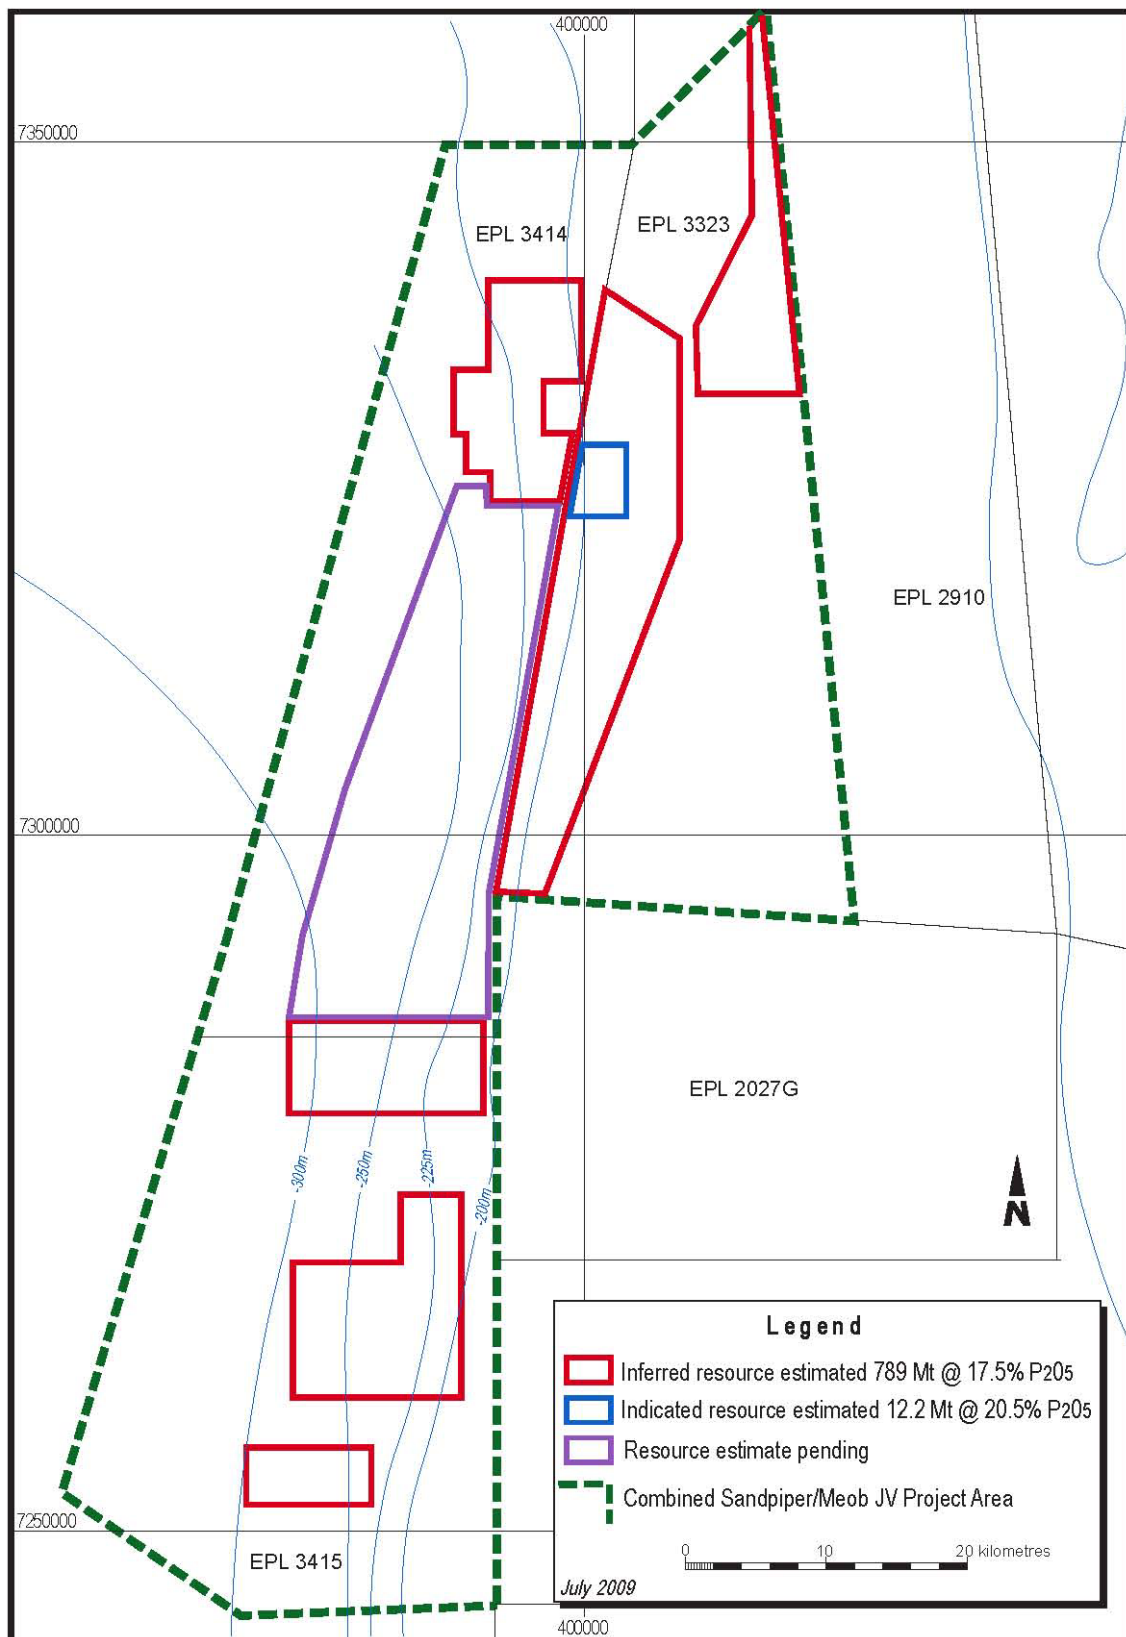 400000
7350000
EPL 3414
EPL 3323
EPL 2910
7300000
EPL 2027G
-300m
-250m
-225m
-200m
N
Legend
Inferred resource estimated 789 Mt @ 17.5% P2O5
Indicated resource estimated 12.2 Mt @ 20.5% P2O5
Resource estimate pending
Combined Sandpiper/Meob JV Project Area
0 10 20 kilometres
July 2009
7250000
EPL 3415
400000